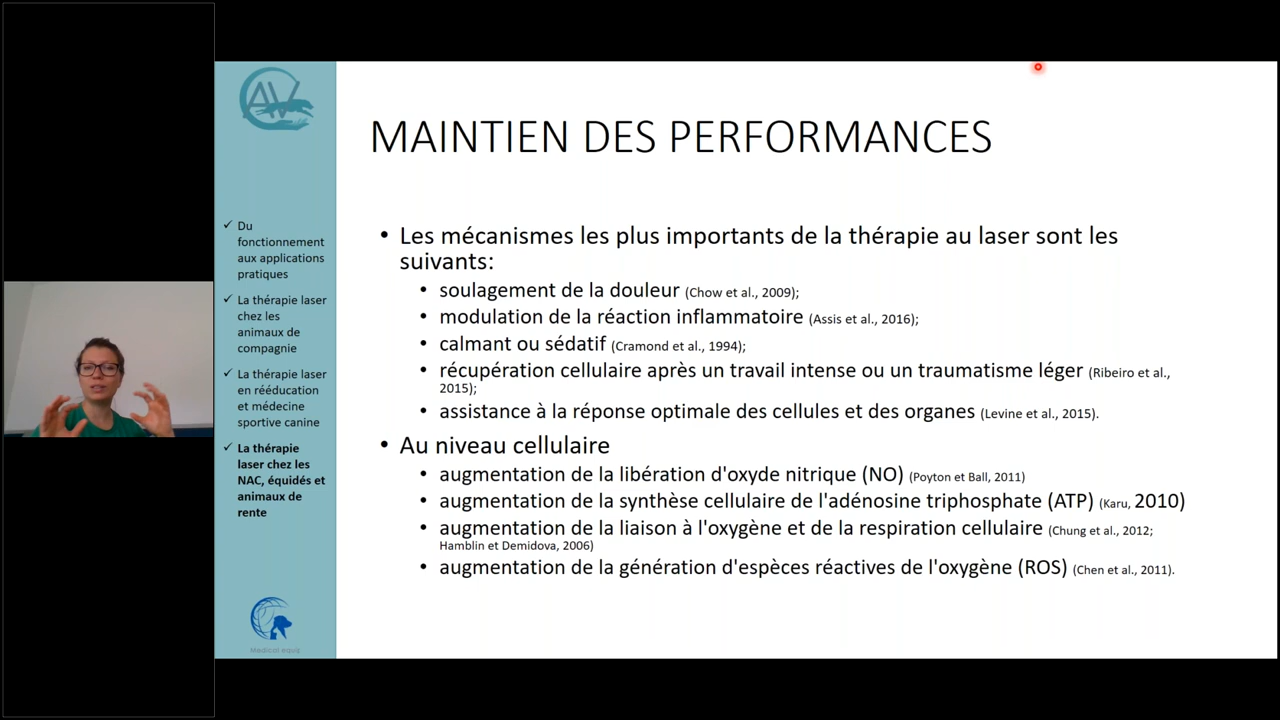 AV
MAINTIEN DES PERFORMANCES
✓ Du
fonctionnement
aux applications
pratiques
✓ La thérapie laser
chez les
animaux de
compagnie
✓ La thérapie laser
en rééducation
et médecine
sportive canine
✓ La thérapie
laser chez les
NAC, équidés et
animaux de
rente
Medical equa
• Les mécanismes les plus importants de la thérapie au laser sont les
suivants:
• soulagement de la douleur (Chow et al., 2009);
• modulation de la réaction inflammatoire (Assis et al., 2016);
• calmant ou sédatif (Cramond et al., 1994);
• récupération cellulaire après un travail intense ou un traumatisme léger (Ribeiro et al.,
2015);
• assistance à la réponse optimale des cellules et des organes (Levine et al., 2015).
• Au niveau cellulaire
• augmentation de la libération d'oxyde nitrique (NO) (Poyton et Ball, 2011)
• augmentation de la synthèse cellulaire de l'adénosine triphosphate (ATP) (Karu, 2010)
• augmentation de la liaison à l'oxygène et de la respiration cellulaire (Chung et al., 2012;
Hamblin et Demidova, 2006)
• augmentation de la génération d'espèces réactives de l'oxygène (ROS) (Chen et al., 2011).